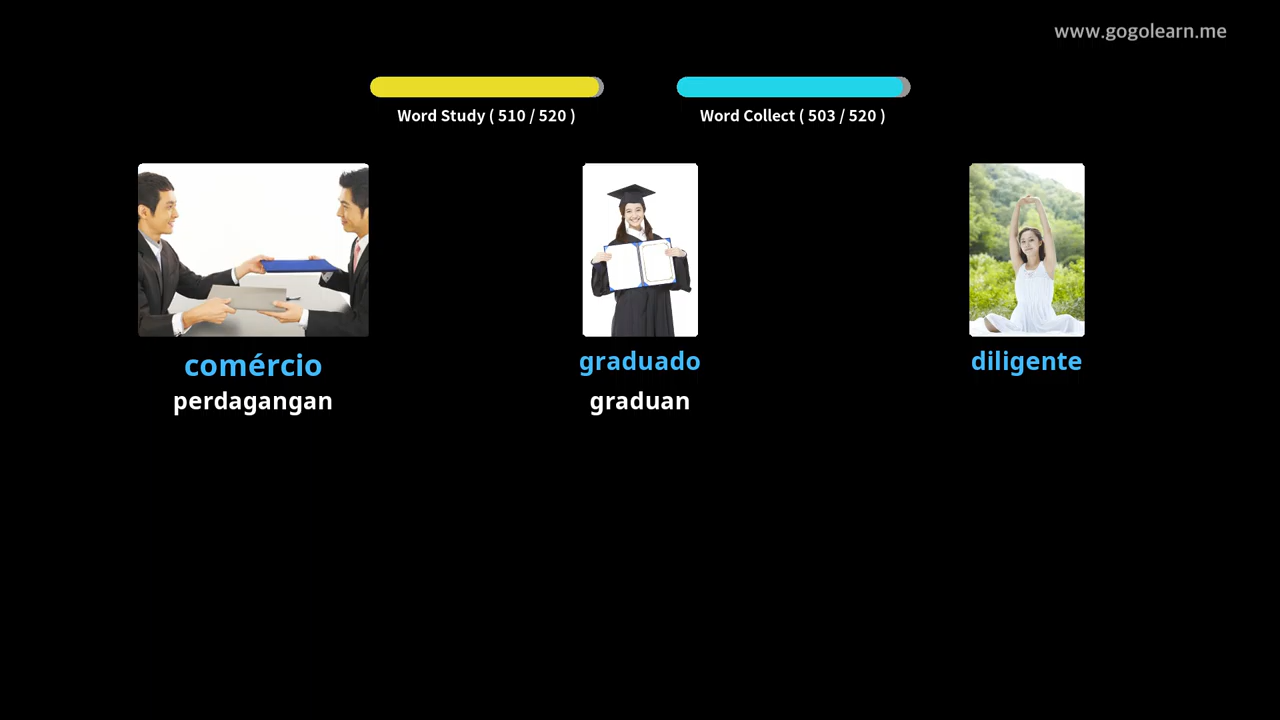 www.gogolearn.me
Word Study ( 510 / 520 )
Word Collect ( 503 / 520 )
comércio
perdagangan
graduado
graduan
diligente